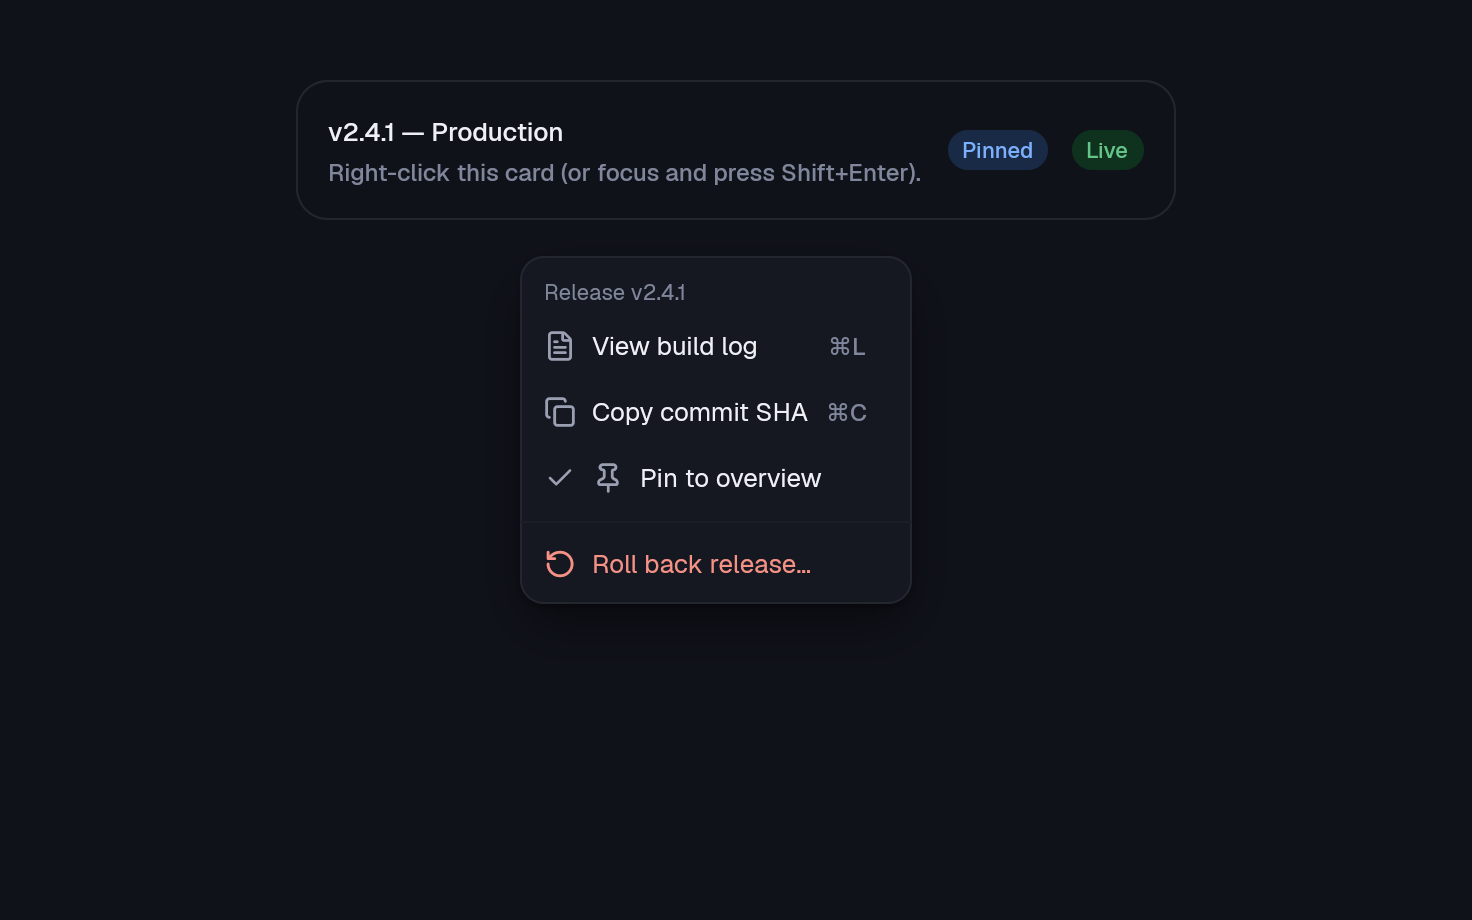 v2.4.1 — Production
Right-click this card (or focus and press Shift+Enter).
Pinned
Live
Release v2.4.1
View build log ⌘L
Copy commit SHA ⌘C
Pin to overview
Roll back release…